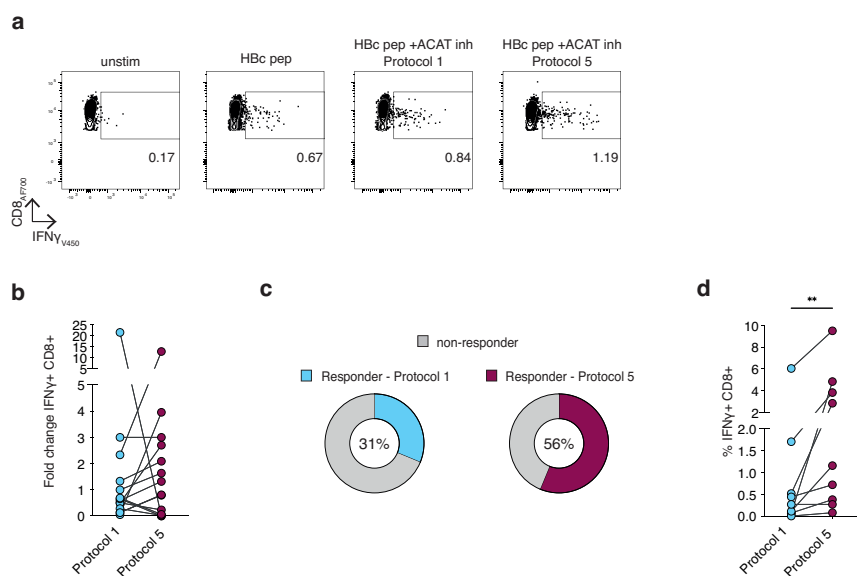 a
unstim
HBc pep
HBc pep +ACAT inh
Protocol 1
HBc pep +ACAT inh
Protocol 5
0.17
0.67
0.84
1.19
CD8AF700
IFNγV450
b
Fold change IFNγ+ CD8+
25
20
15
10
5
5
4
3
2
1
0
Protocol 1
Protocol 5
c
non-responder
Responder - Protocol 1
Responder - Protocol 5
31%
56%
d
**
% IFNγ+ CD8+
10
8
6
4
2
2.0
1.5
1.0
0.5
0.0
Protocol 1
Protocol 5